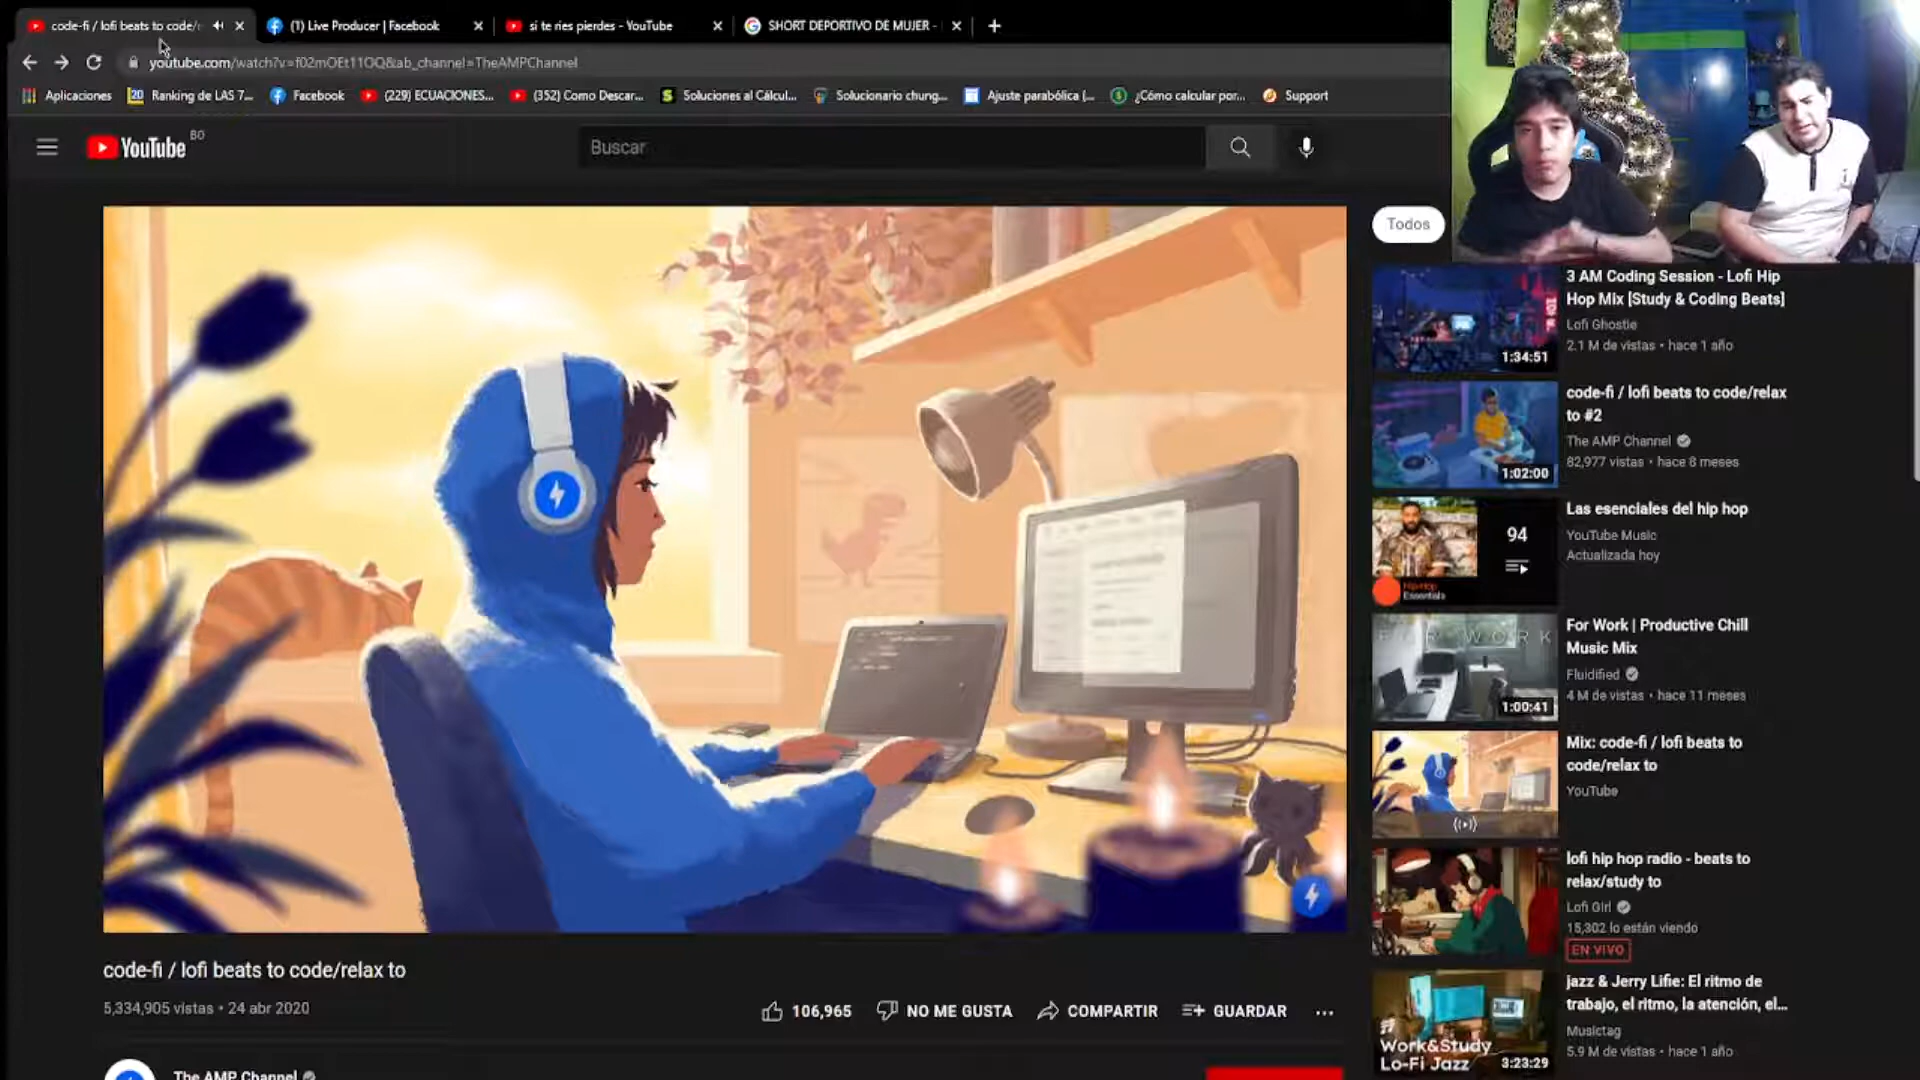 code-fi / lofi beats to code/r
(1) Live Producer | Facebook
si te ries pierdes - YouTube
SHORT DEPORTIVO DE MUJER -
youtube.com/watch?v=f02mOEt11OQ&ab_channel=TheAMPChannel
Aplicaciones
Ranking de LAS 7...
Facebook
(229) ECUACIONES...
(352) Como Descar...
Soluciones al Cálcul...
Solucionario chung...
Ajuste parabólica (...
¿Cómo calcular por...
Support
YouTube BO
Buscar
Todos
3 AM Coding Session - Lofi Hip
Hop Mix [Study & Coding Beats]
Lofi Ghostie
2.1 M de vistas • hace 1 año
1:34:51
code-fi / lofi beats to code/relax
to #2
The AMP Channel
82,977 vistas • hace 8 meses
1:02:00
Las esenciales del hip hop
YouTube Music
Actualizada hoy
94
Hip-Hop
Essentials
For Work | Productive Chill
Music Mix
Fluidified
4 M de vistas • hace 11 meses
FOR WORK
1:00:41
Mix: code-fi / lofi beats to
code/relax to
YouTube
lofi hip hop radio - beats to
relax/study to
Lofi Girl
15,302 lo están viendo
EN VIVO
jazz & Jerry Lifie: El ritmo de
trabajo, el ritmo, la atención, el...
Musictag
5.9 M de vistas • hace 1 año
Work&Study
Lo-Fi Jazz
3:23:29
code-fi / lofi beats to code/relax to
5,334,905 vistas • 24 abr 2020
106,965
NO ME GUSTA
COMPARTIR
GUARDAR
The AMP Channel